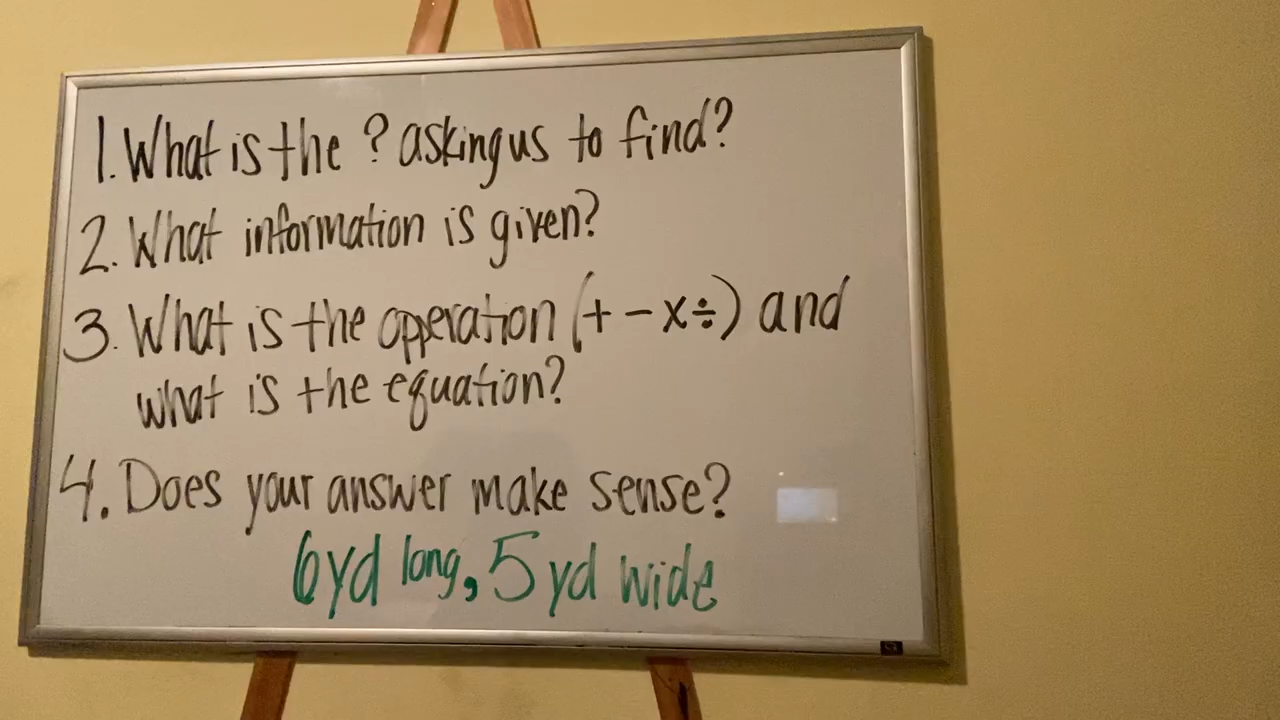 1. What is the ? asking us to find?
2. What information is given?
3. What is the opperation (+ - x ÷) and
what is the equation?
4. Does your answer make sense?
6yd long, 5 yd wide